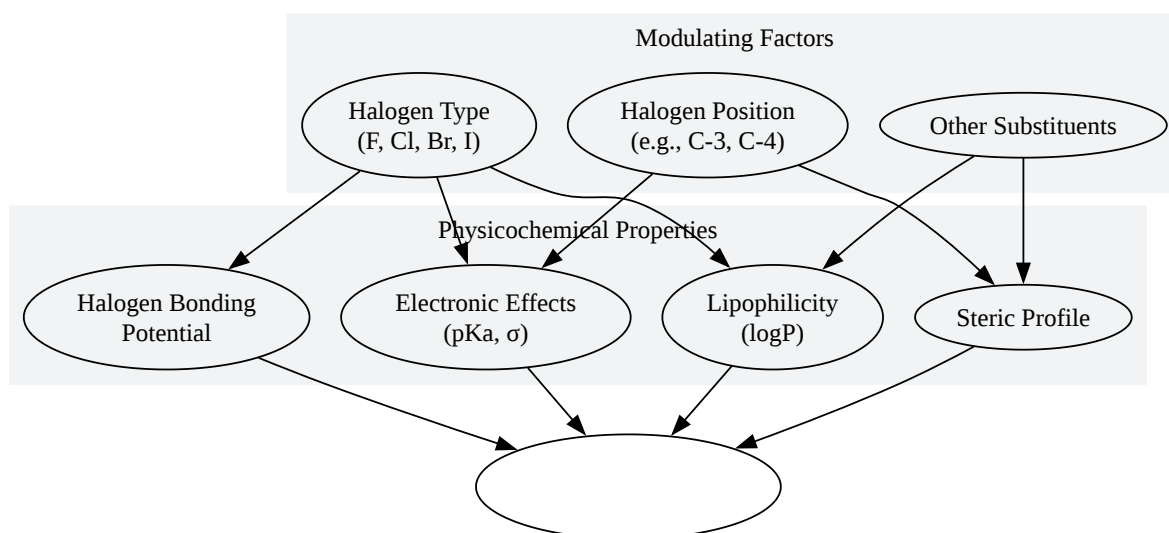 Modulating Factors
Halogen Type
(F, Cl, Br, I)
Halogen Position
(e.g., C-3, C-4)
Other Substituents
Physicochemical Properties
Halogen Bonding
Potential
Electronic Effects
(pKa, σ)
Lipophilicity
(logP)
Steric Profile